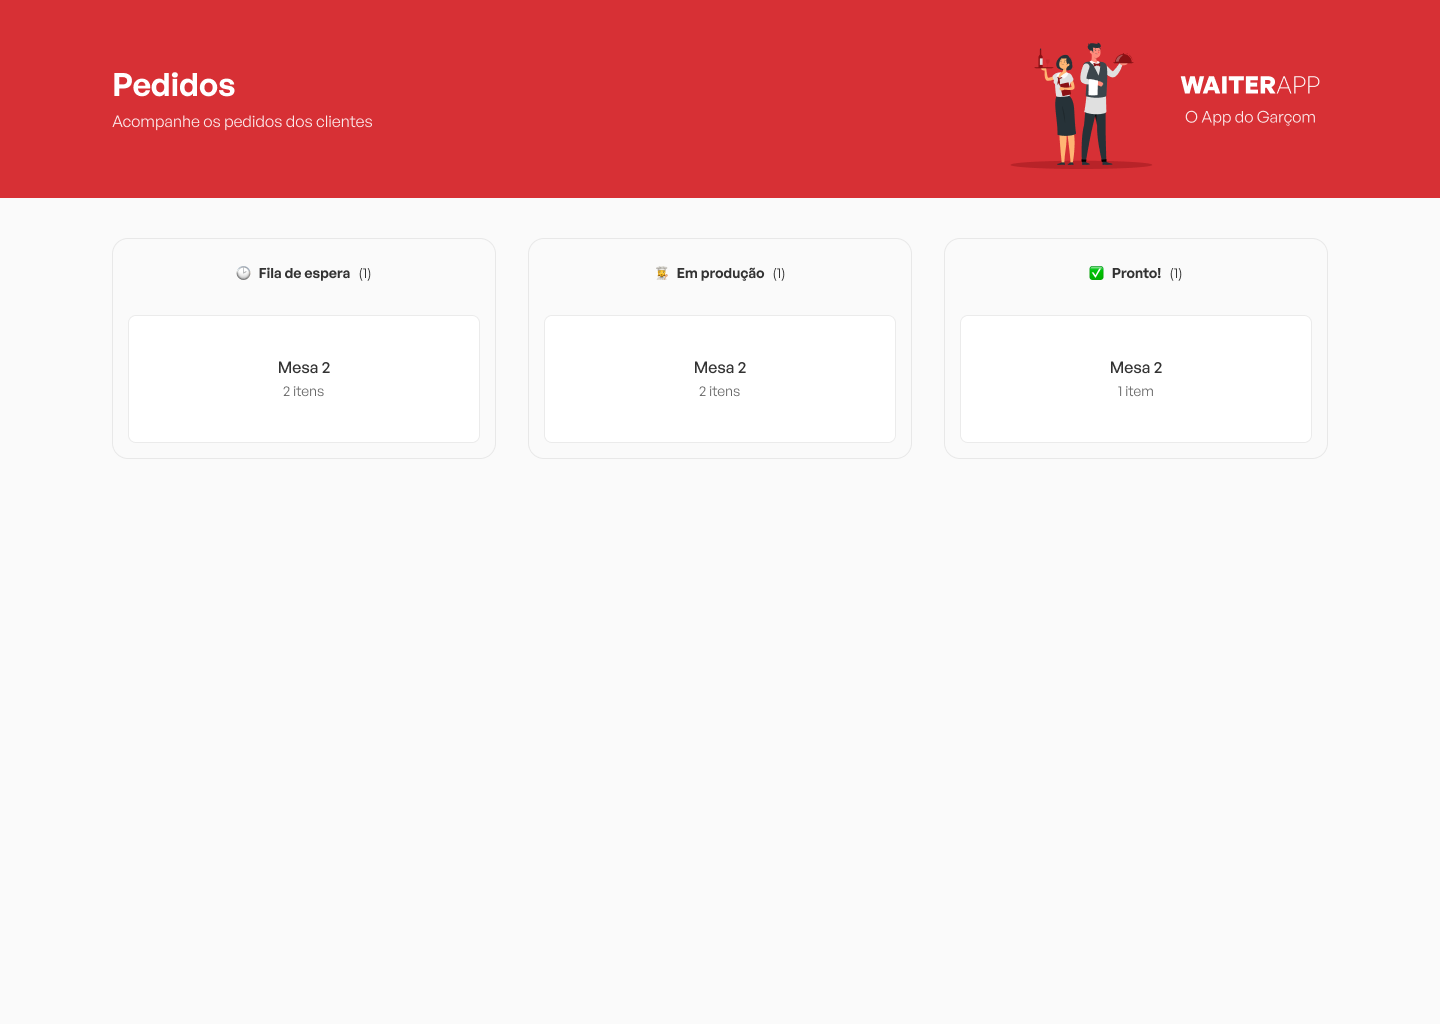 Pedidos
Acompanhe os pedidos dos clientes
WAITERAPP
O App do Garçom
Fila de espera (1)
Mesa 2
2 itens
Em produção (1)
Mesa 2
2 itens
Pronto! (1)
Mesa 2
1 item